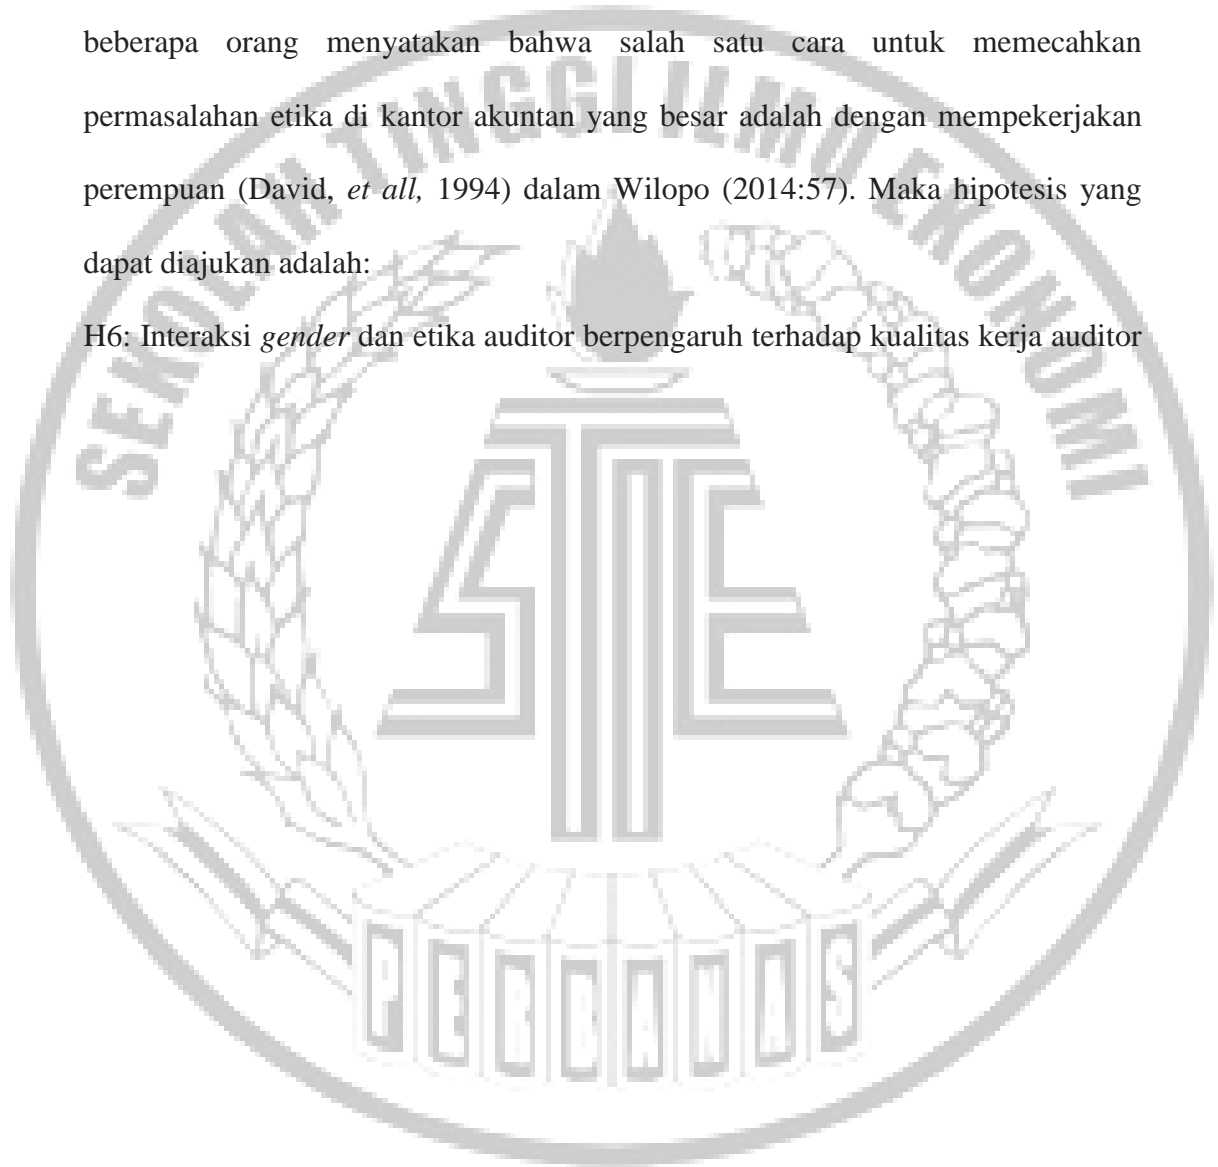 beberapa orang menyatakan bahwa salah satu cara untuk memecahkan
permasalahan etika di kantor akuntan yang besar adalah dengan mempekerjakan
perempuan (David, et all, 1994) dalam Wilopo (2014:57). Maka hipotesis yang
dapat diajukan adalah:
H6: Interaksi gender dan etika auditor berpengaruh terhadap kualitas kerja auditor
SEKOLAH TINGGI ILMU EKONOMI
STIE
PERBANAS